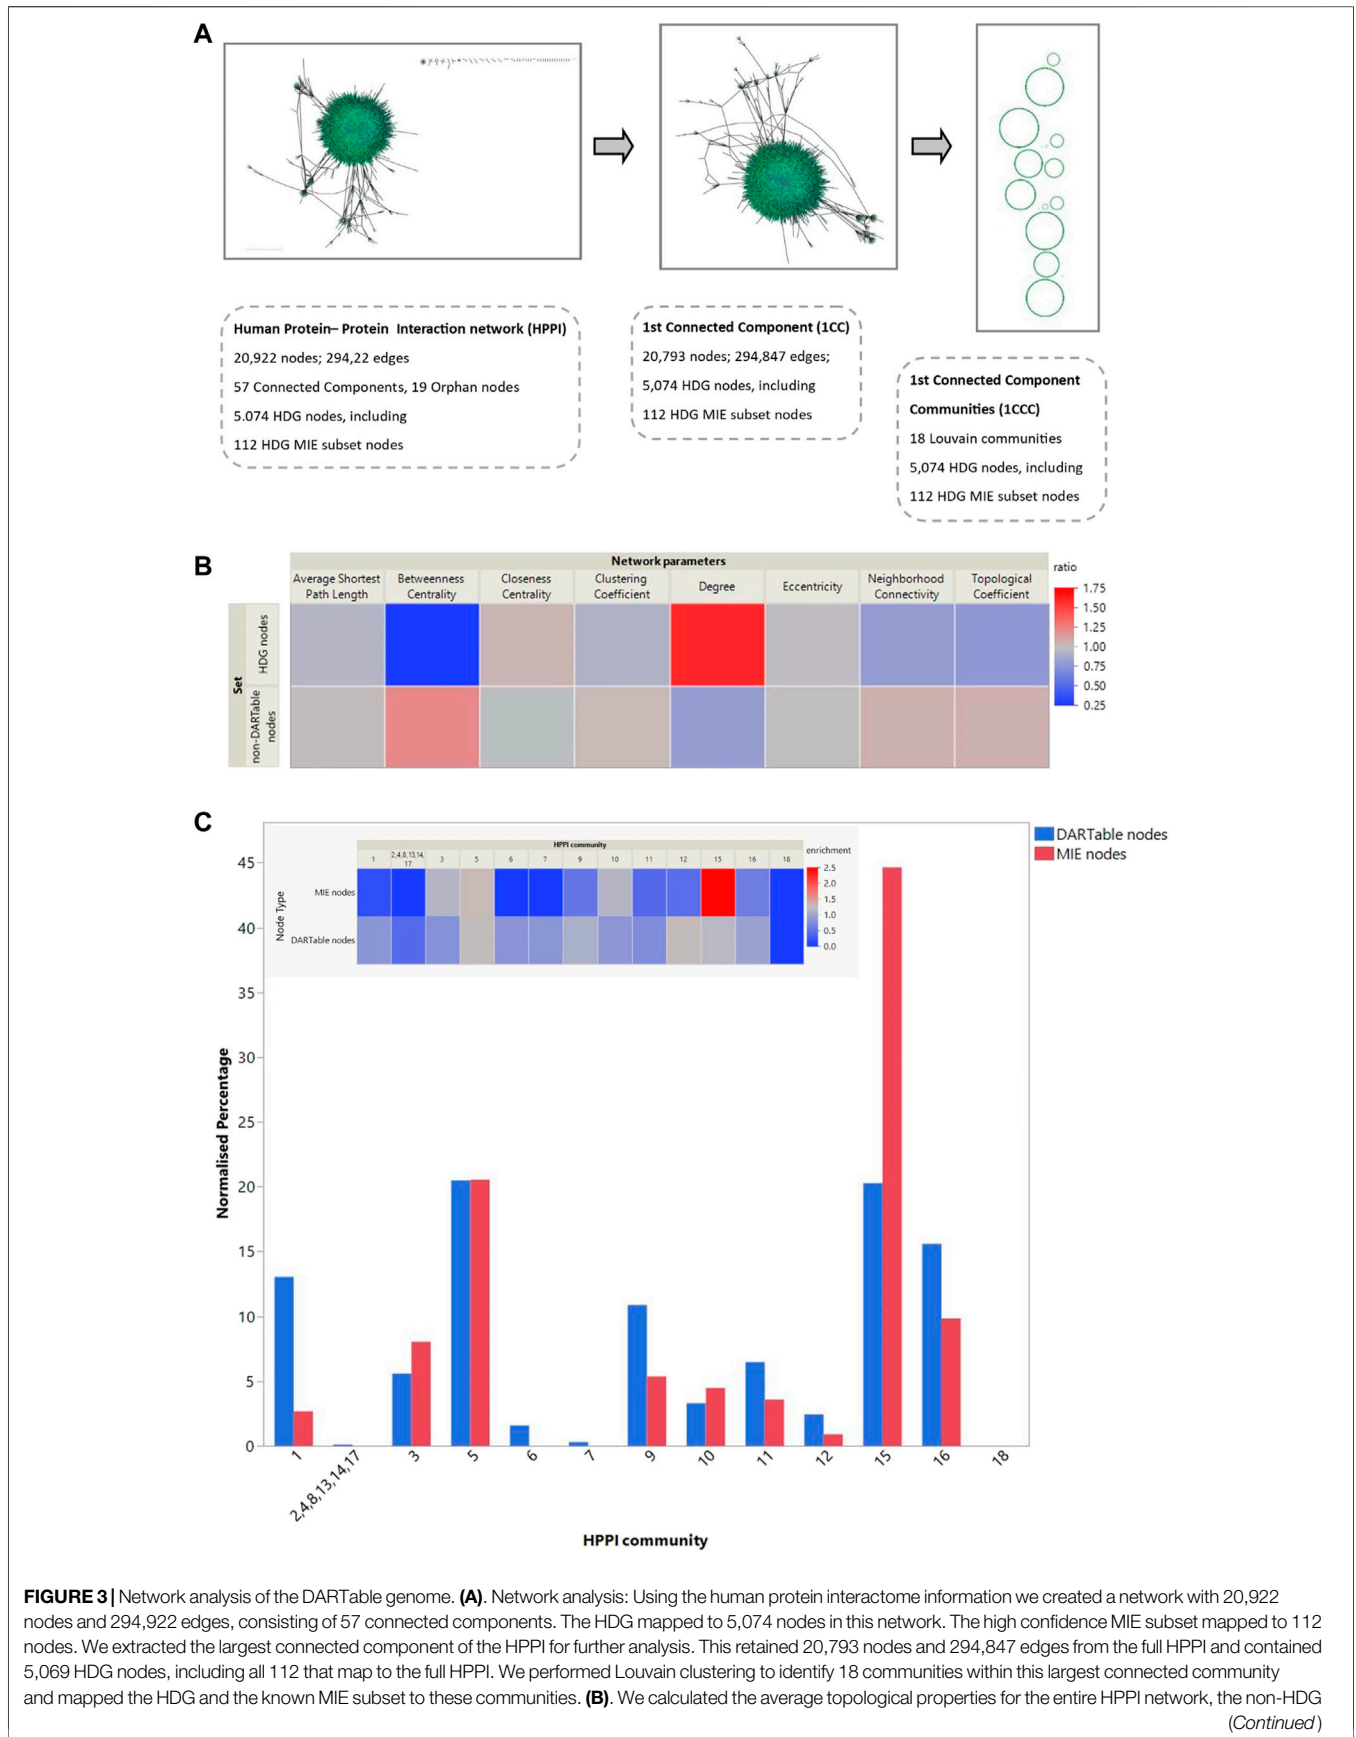 A
Human Protein– Protein Interaction network (HPPI)
20,922 nodes; 294,22 edges
57 Connected Components, 19 Orphan nodes
5.074 HDG nodes, including
112 HDG MIE subset nodes
1st Connected Component (1CC)
20,793 nodes; 294,847 edges;
5,074 HDG nodes, including
112 HDG MIE subset nodes
1st Connected Component
Communities (1CCC)
18 Louvain communities
5,074 HDG nodes, including
112 HDG MIE subset nodes
B
Network parameters
Average Shortest
Path Length
Betweenness
Centrality
Closeness
Centrality
Clustering
Coefficient
Degree
Eccentricity
Neighborhood
Connectivity
Topological
Coefficient
Set
HDG nodes
non-DARTable
nodes
ratio
1.75
1.50
1.25
1.00
0.75
0.50
0.25
C
DARTable nodes
MIE nodes
HPPI community
1
2,4,8,13,14,
17
3
5
6
7
9
10
11
12
15
16
18
Node Type
MIE nodes
DARTable nodes
enrichment
2.5
2.0
1.5
1.0
0.5
0.0
Normalised Percentage
45
40
35
30
25
20
15
10
5
0
1
2,4,8,13,14,17
3
5
6
7
9
10
11
12
15
16
18
HPPI community
FIGURE 3 | Network analysis of the DARTable genome. (A). Network analysis: Using the human protein interactome information we created a network with 20,922
nodes and 294,922 edges, consisting of 57 connected components. The HDG mapped to 5,074 nodes in this network. The high confidence MIE subset mapped to 112
nodes. We extracted the largest connected component of the HPPI for further analysis. This retained 20,793 nodes and 294,847 edges from the full HPPI and contained
5,069 HDG nodes, including all 112 that map to the full HPPI. We performed Louvain clustering to identify 18 communities within this largest connected community
and mapped the HDG and the known MIE subset to these communities. (B). We calculated the average topological properties for the entire HPPI network, the non-HDG
(Continued)